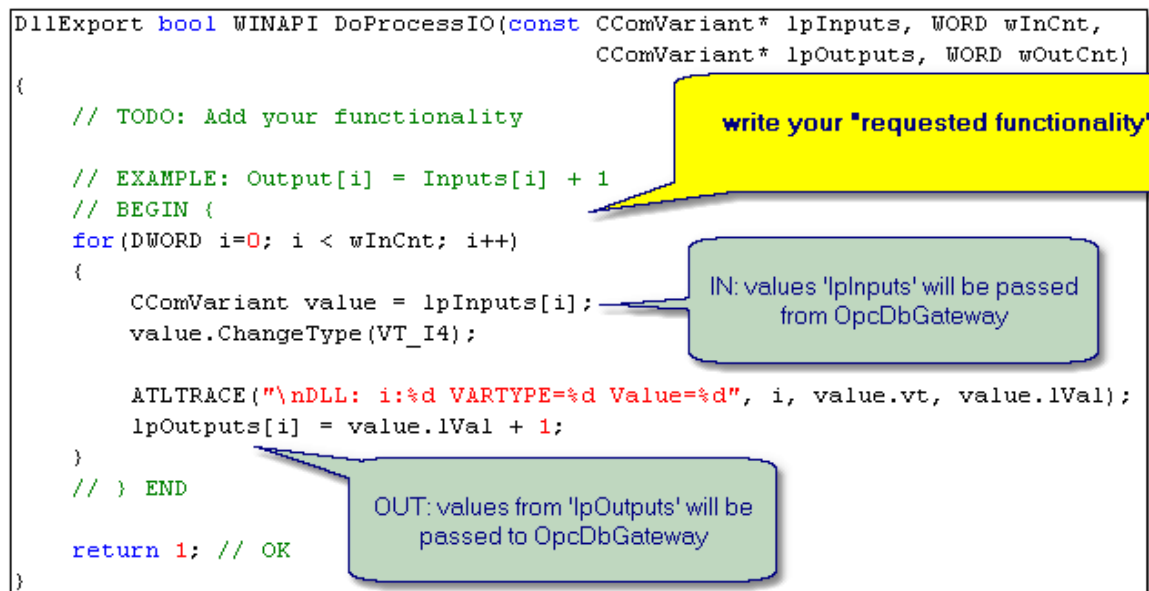 DllExport bool WINAPI DoProcessIO(const CComVariant* lpInputs, WORD wInCnt,
CComVariant* lpOutputs, WORD wOutCnt)
{
// TODO: Add your functionality
write your "requested functionality"
// EXAMPLE: Output[i] = Inputs[i] + 1
// BEGIN {
for(DWORD i=0; i < wInCnt; i++)
{
CComVariant value = lpInputs[i];
value.ChangeType(VT_I4);
IN: values 'lpInputs' will be passed
from OpcDbGateway
ATLTRACE("\nDLL: i:%d VARTYPE=%d Value=%d", i, value.vt, value.lVal);
lpOutputs[i] = value.lVal + 1;
}
// } END
OUT: values from 'lpOutputs' will be
passed to OpcDbGateway
return 1; // OK
}